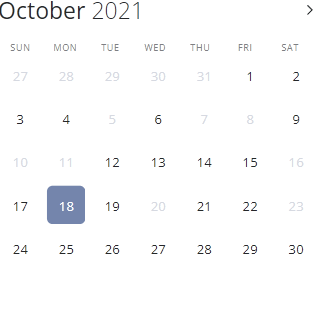 October 2021
SUN MON TUE WED THU FRI SAT
27 28 29 30 31 1 2
3 4 5 6 7 8 9
10 11 12 13 14 15 16
17 18 19 20 21 22 23
24 25 26 27 28 29 30